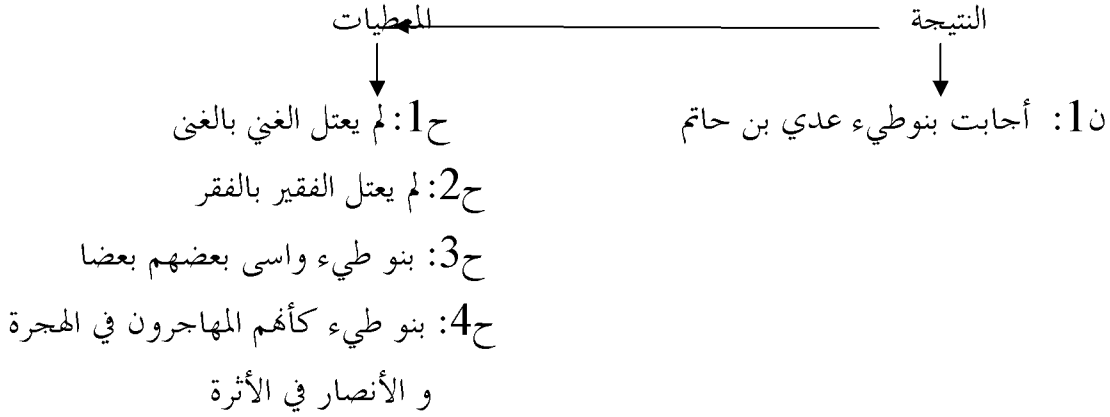 النتيجة
المعطيات
ن1: أجابت بنوطيء عدي بن حاتم
ح1: لم يعتل الغني بالغنى
ح2: لم يعتل الفقير بالفقر
ح3: بنو طيء واسى بعضهم بعضا
ح4: بنو طيء كأنهم المهاجرون في الهجرة
و الأنصار في الأثرة